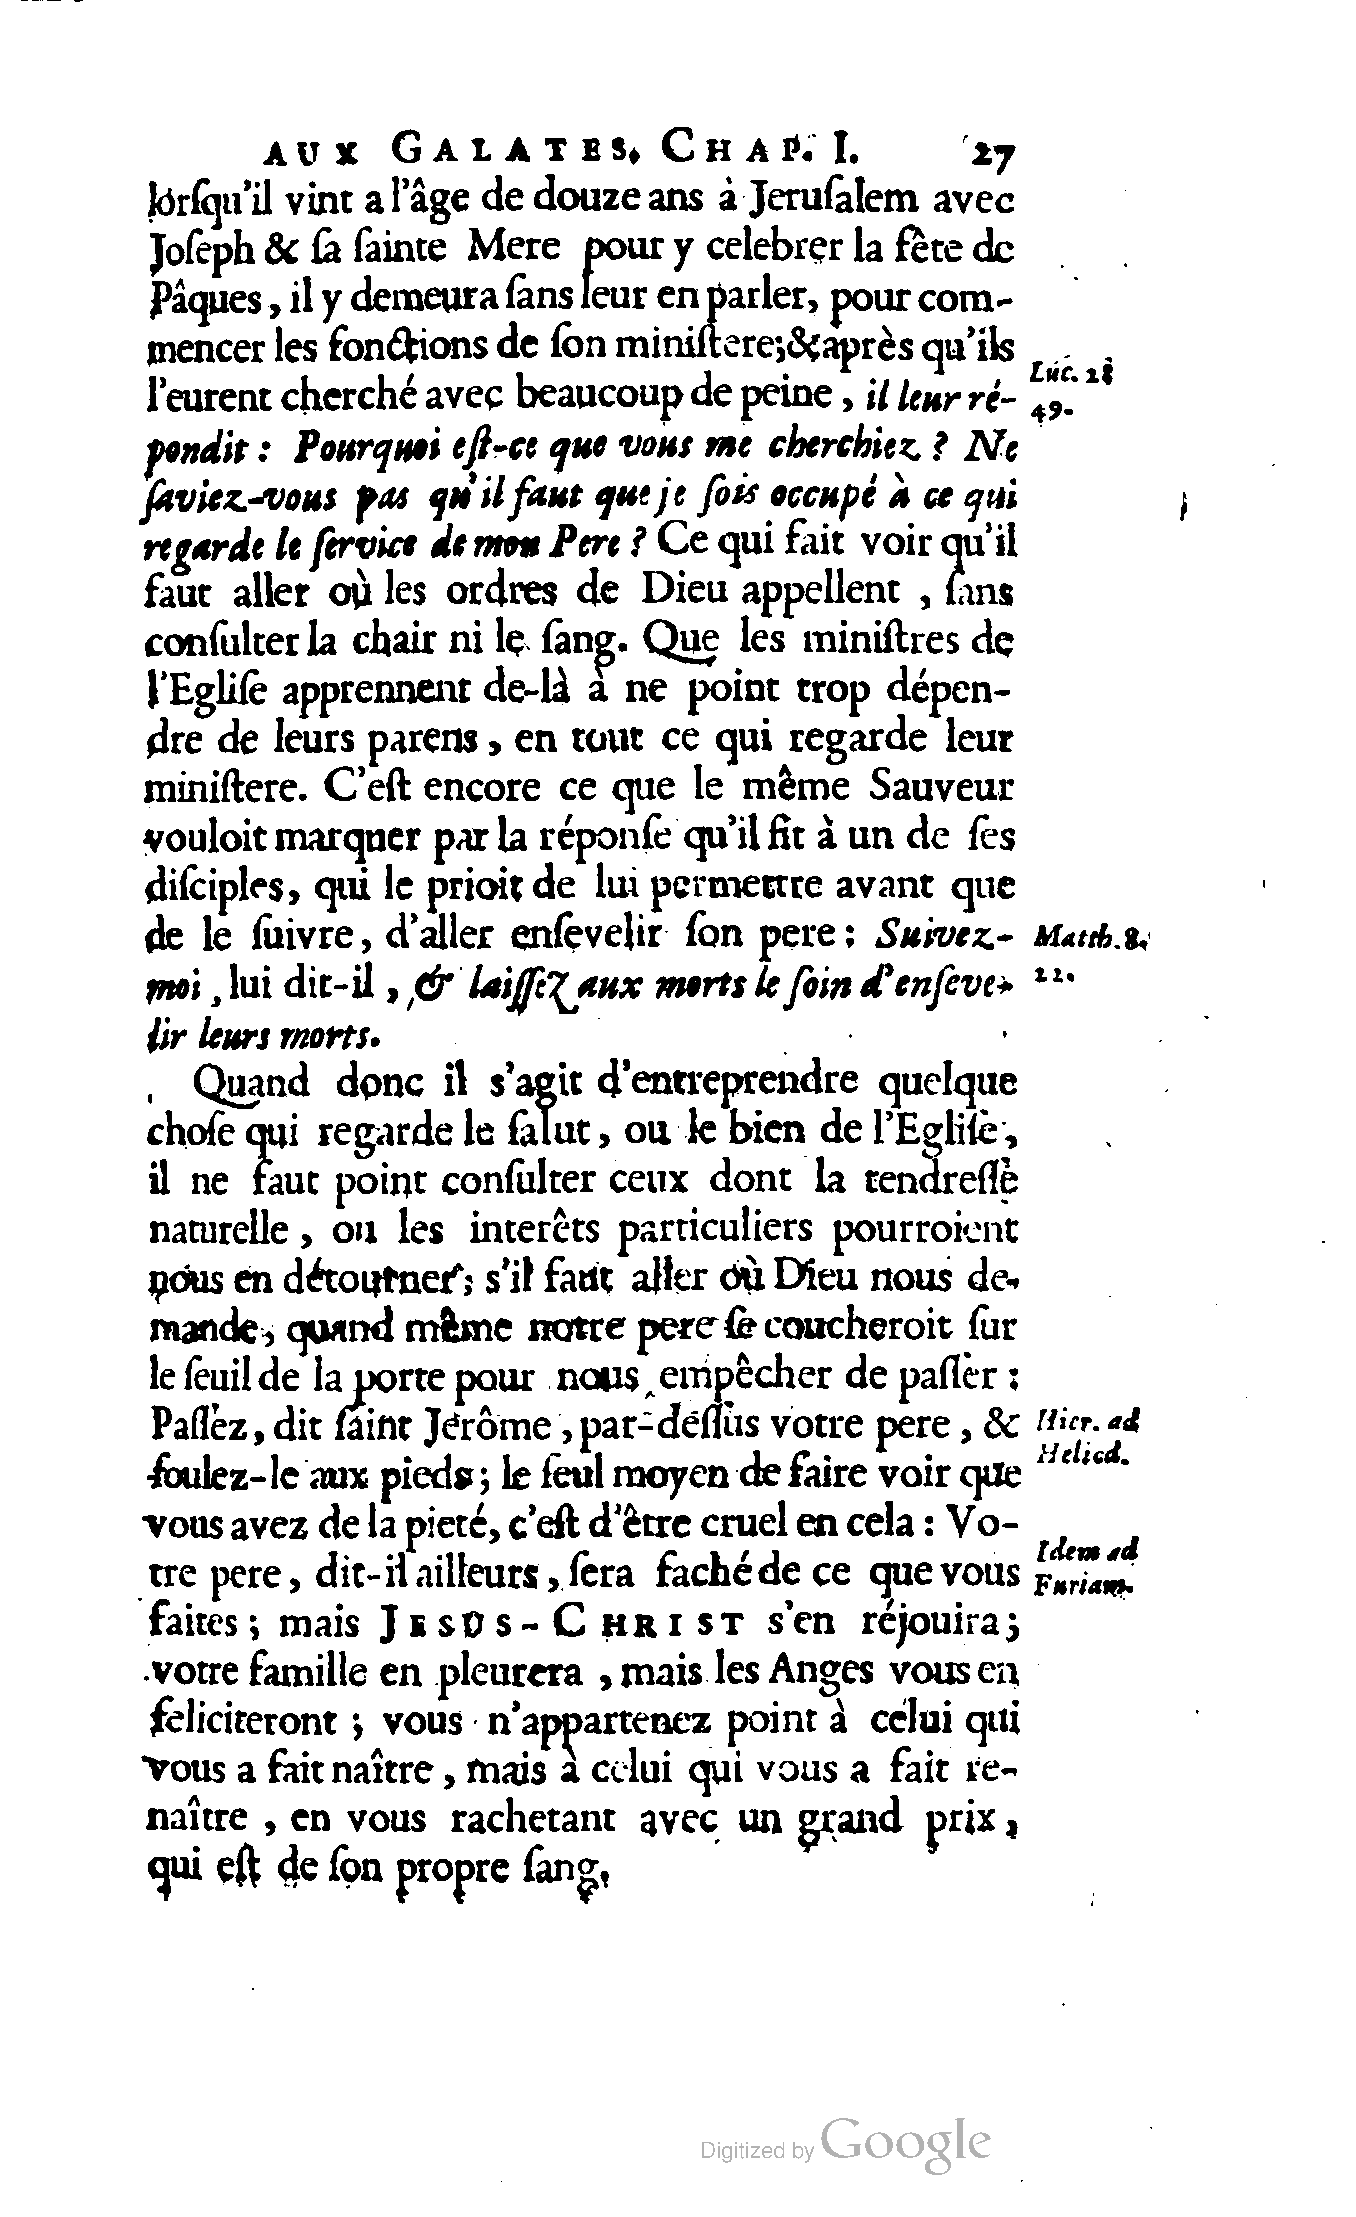 AUX GALATES. CHAP. I. 27
lorſqu'il vint a l'âge de douze ans à Jeruſalem avec
Joſeph & ſa ſainte Mere pour y celebrer la fête de
Pâques, il y demeura ſans leur en parler, pour com-
mencer les fonctions de ſon miniſtere;& après qu'ils
l'eurent cherché avec beaucoup de peine, il leur ré-
Luc. 2.
49.
pondit : Pourquoi eſt-ce que vous me cherchiez ? Ne
ſaviez-vous pas qu'il faut que je ſois occupé à ce qui
regarde le ſervice de mon Pere ? Ce qui fait voir qu'il
faut aller où les ordres de Dieu appellent, ſans
conſulter la chair ni le ſang. Que les miniſtres de
l'Egliſe apprennent de-là à ne point trop dépen-
dre de leurs parens, en tout ce qui regarde leur
miniſtere. C'eſt encore ce que le même Sauveur
vouloit marquer par la réponſe qu'il fit à un de ſes
diſciples, qui le prioit de lui permettre avant que
de le ſuivre, d'aller enſevelir ſon pere : Suivez-
Matth. 8.
22.
moi, lui dit-il, & laiſſez aux morts le ſoin d'enſeve-
lir leurs morts.
Quand donc il s'agit d'entreprendre quelque
choſe qui regarde le ſalut, ou le bien de l'Egliſe,
il ne faut point conſulter ceux dont la tendreſſe
naturelle, ou les interêts particuliers pourroient
nous en détourner; s'il faut aller où Dieu nous de-
mande, quand même notre pere ſe coucheroit ſur
le ſeuil de la porte pour nous empêcher de paſſer :
Paſſez, dit ſaint Jérôme, par-deſſus votre pere, &
Hier. ad
Heliod.
foulez-le aux pieds; le ſeul moyen de faire voir que
vous avez de la pieté, c'eſt d'être cruel en cela : Vo-
tre pere, dit-il ailleurs, ſera faché de ce que vous
Idem ad
Furiam.
faites; mais JESUS-CHRIST s'en réjouira;
votre famille en pleurera, mais les Anges vous en
feliciteront; vous n'appartenez point à celui qui
vous a fait naître, mais à celui qui vous a fait re-
naître, en vous rachetant avec un grand prix,
qui eſt de ſon propre ſang.
Digitized by Google